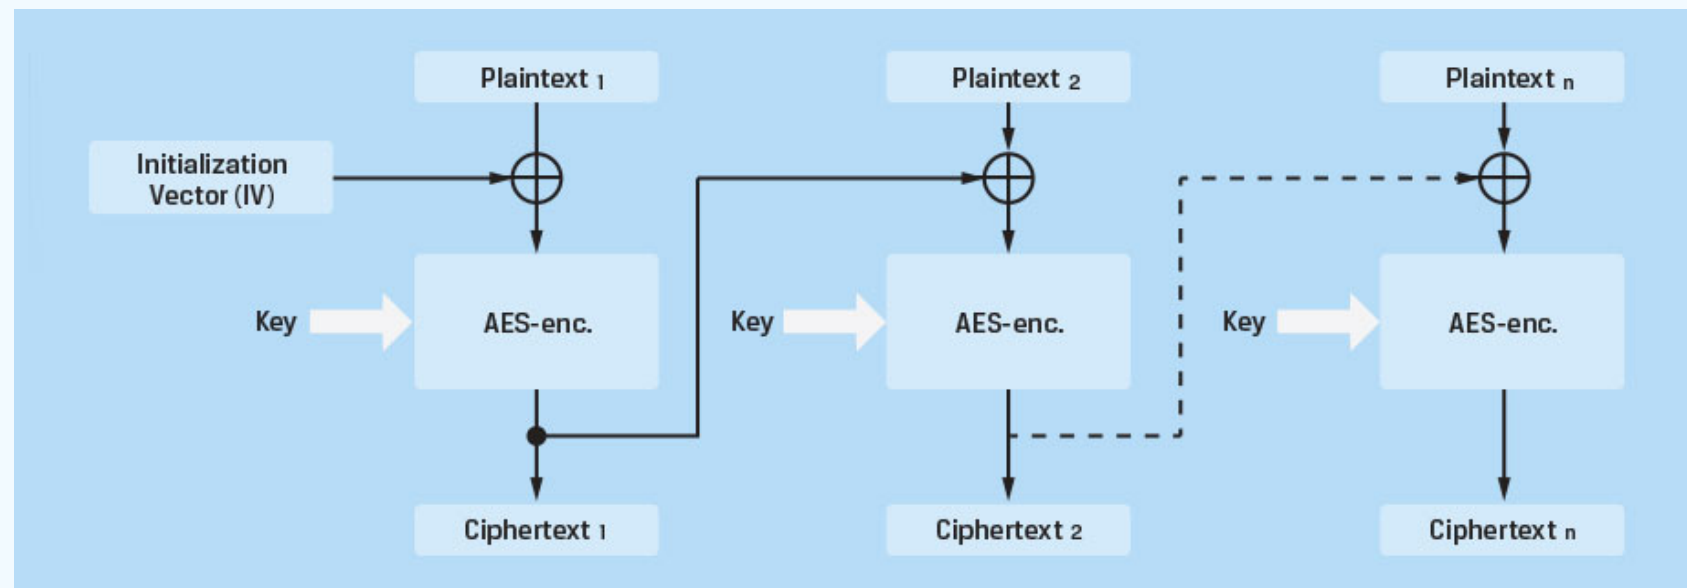 Plaintext 1
Plaintext 2
Plaintext n
Initialization
Vector (IV)
Key
AES-enc.
Key
AES-enc.
Key
AES-enc.
Ciphertext 1
Ciphertext 2
Ciphertext n